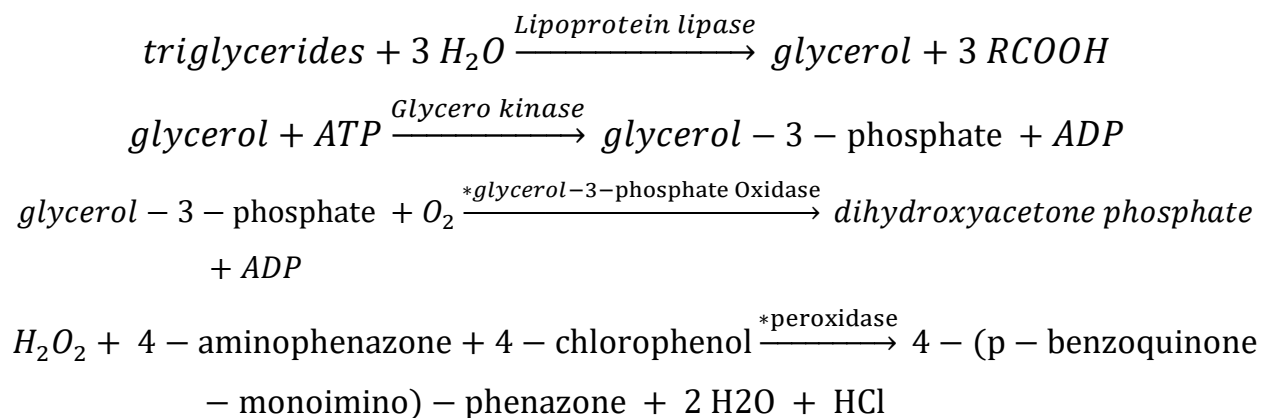 triglycerides + 3 H₂O Lipoprotein lipase → glycerol + 3 RCOOH
glycerol + ATP Glycero kinase → glycerol − 3 − phosphate + ADP
glycerol − 3 − phosphate + O₂ *glycerol−3−phosphate Oxidase → dihydroxyacetone phosphate
+ ADP
H₂O₂ + 4 − aminophenazone + 4 − chlorophenol *peroxidase → 4 − (p − benzoquinone
− monoimino) − phenazone + 2 H2O + HCl